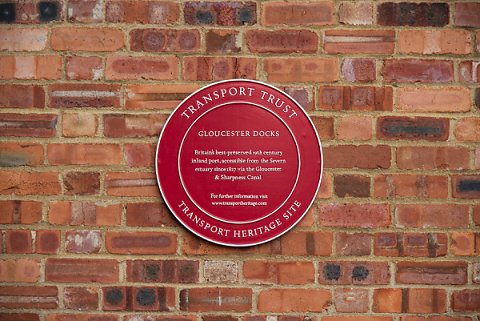 TRANSPORT TRUST
GLOUCESTER DOCKS
Britain's best-preserved 19th century
inland port, accessible from the Severn
estuary since 1827 via the Gloucester
& Sharpness Canal
For further information visit
www.transporttrust.com
TRANSPORT HERITAGE SITE